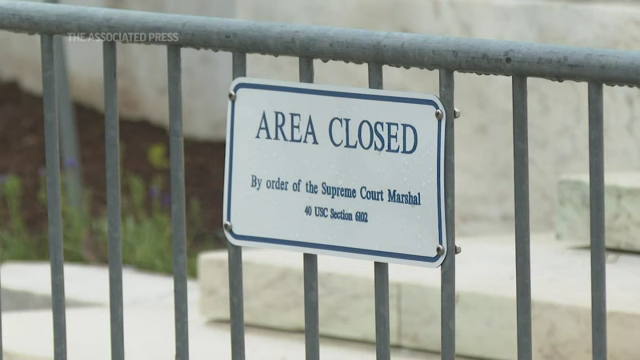 THE ASSOCIATED PRESS
AREA CLOSED
By order of the Supreme Court Marshal
40 USC Section 6102